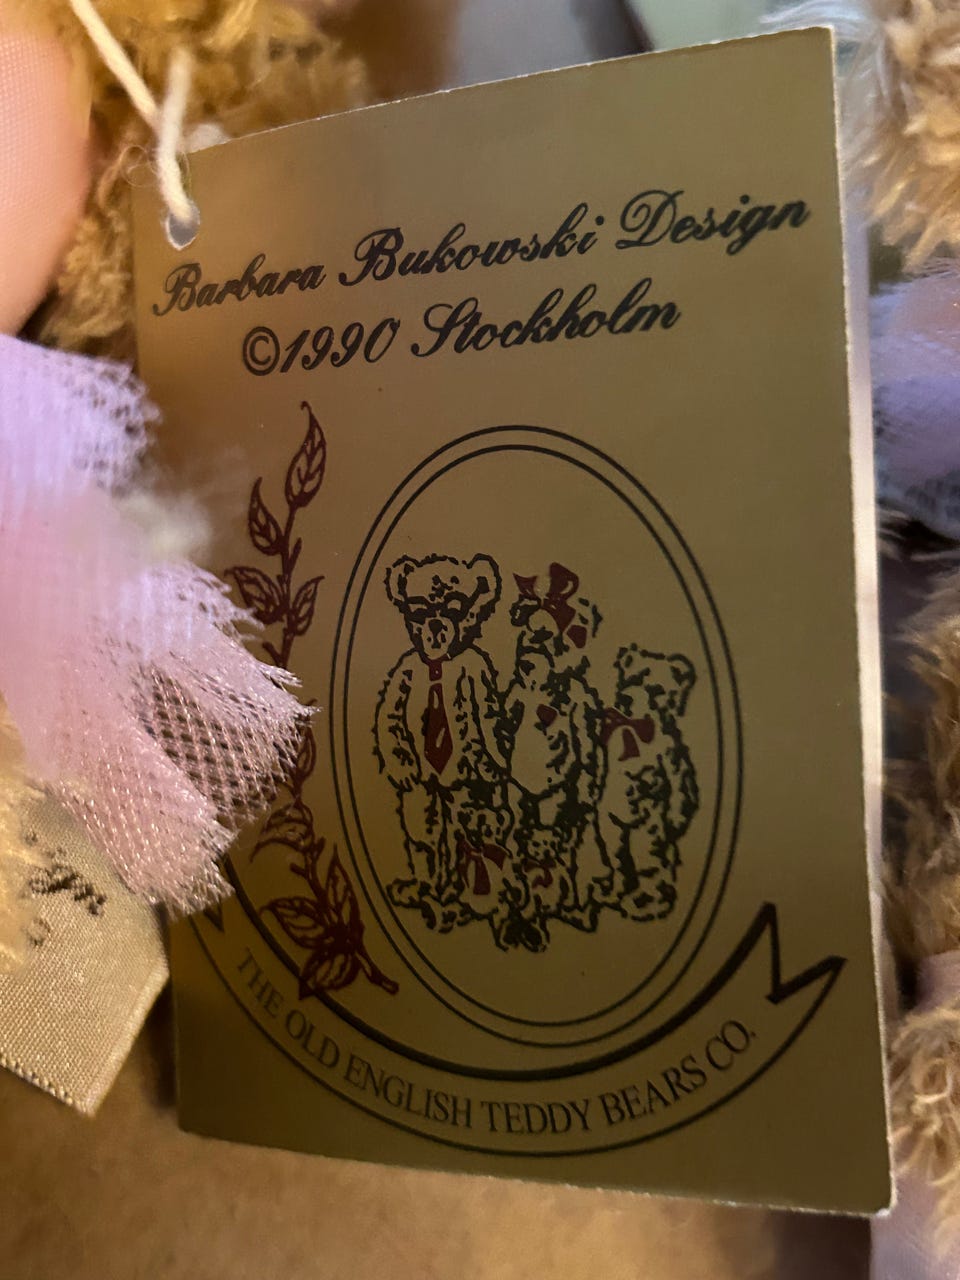 Barbara Bukowski Design
©1990 Stockholm
THE OLD ENGLISH TEDDY BEARS CO.